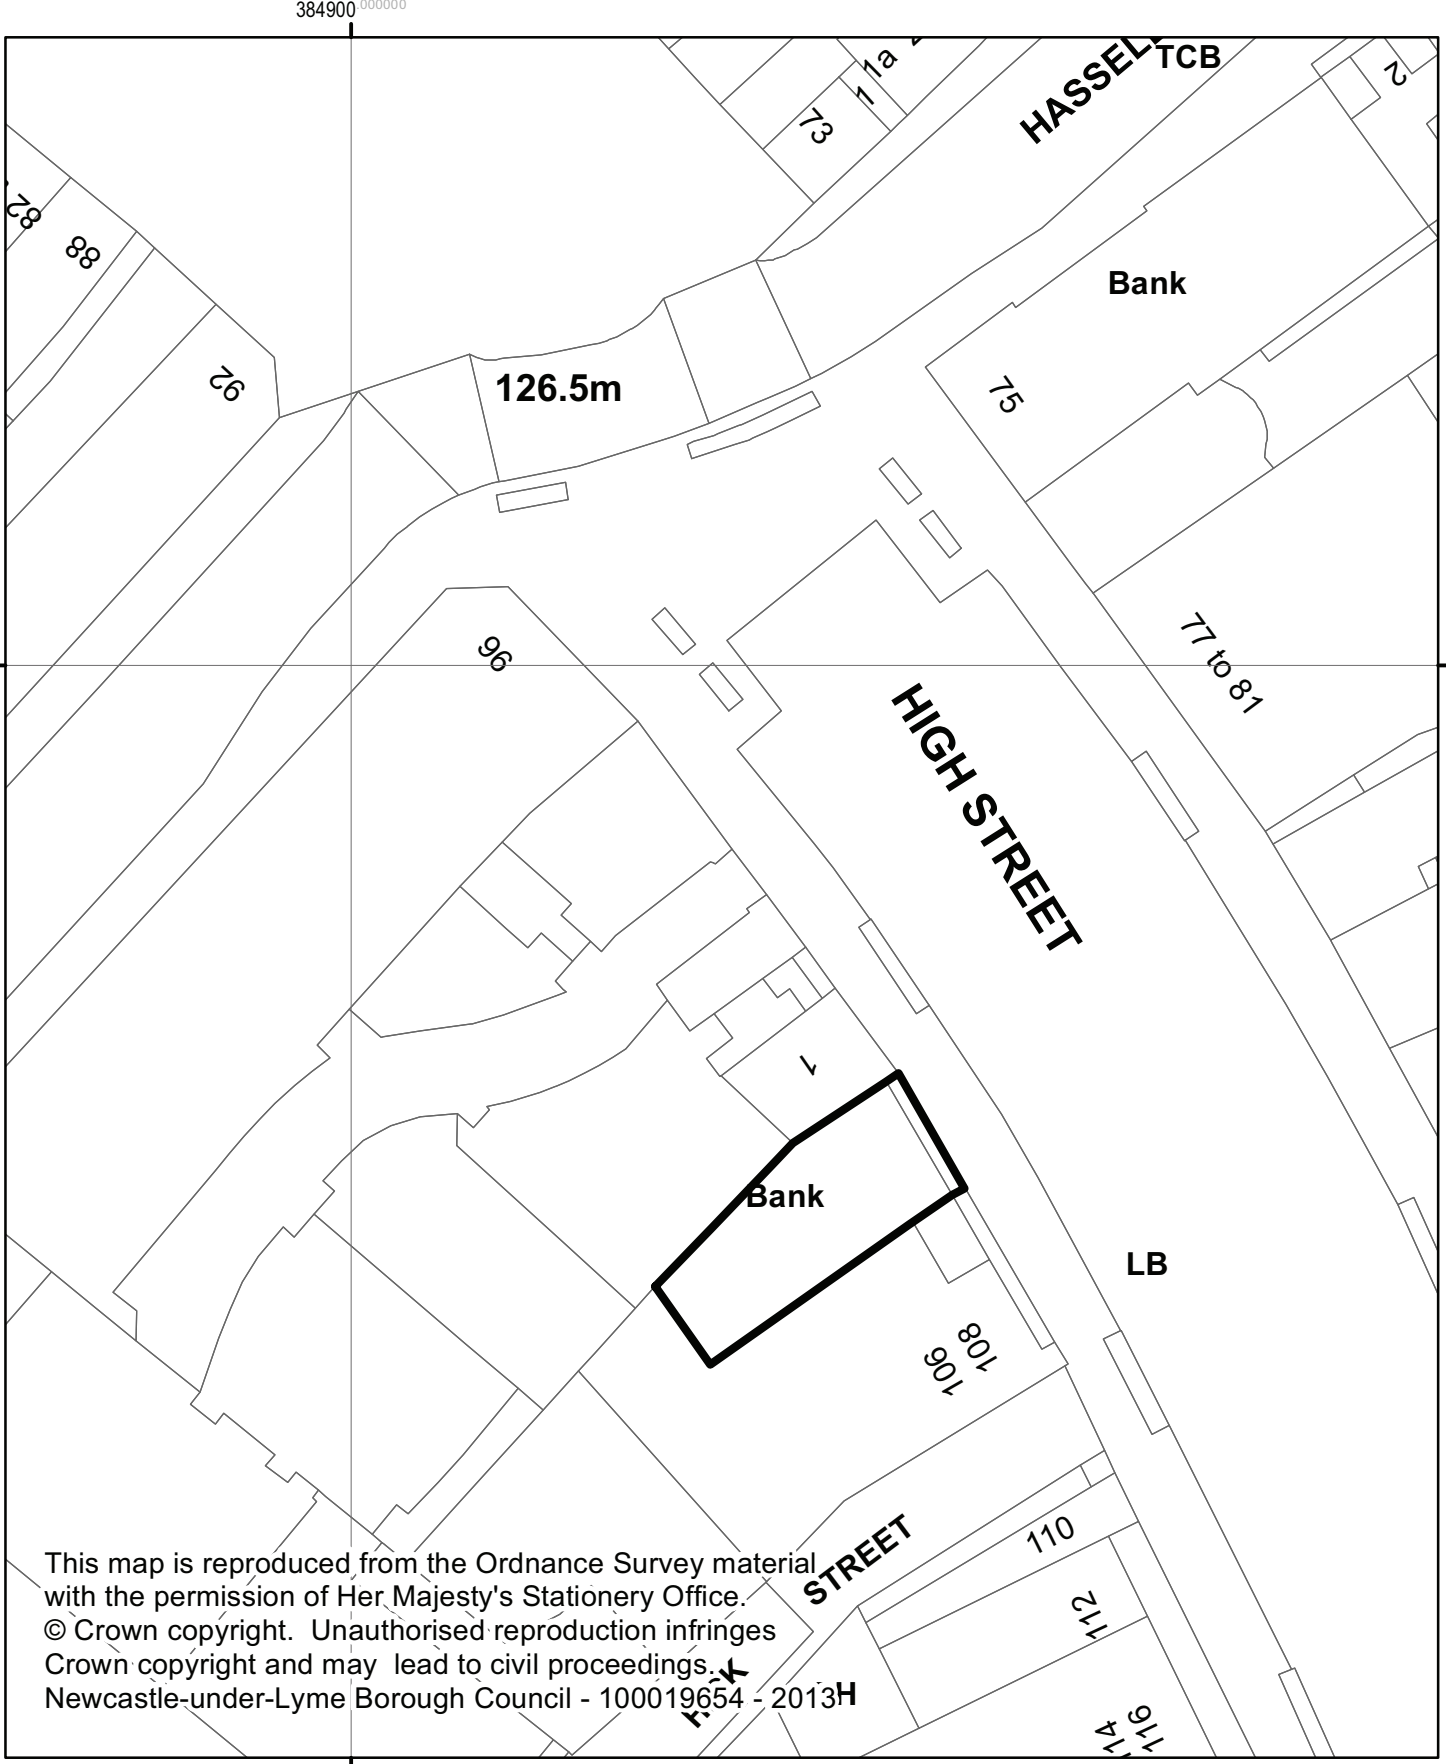 384900.000000
TCB
HASSEL
1a
2
1
73
82
88
Bank
92
126.5m
75
96
77 to 81
HIGH STREET
1
Bank
LB
108
106
STREET
110
112
This map is reproduced from the Ordnance Survey material
with the permission of Her Majesty's Stationery Office.
© Crown copyright. Unauthorised reproduction infringes
Crown copyright and may lead to civil proceedings.
Newcastle-under-Lyme Borough Council - 100019654 - 2013
H
116
114